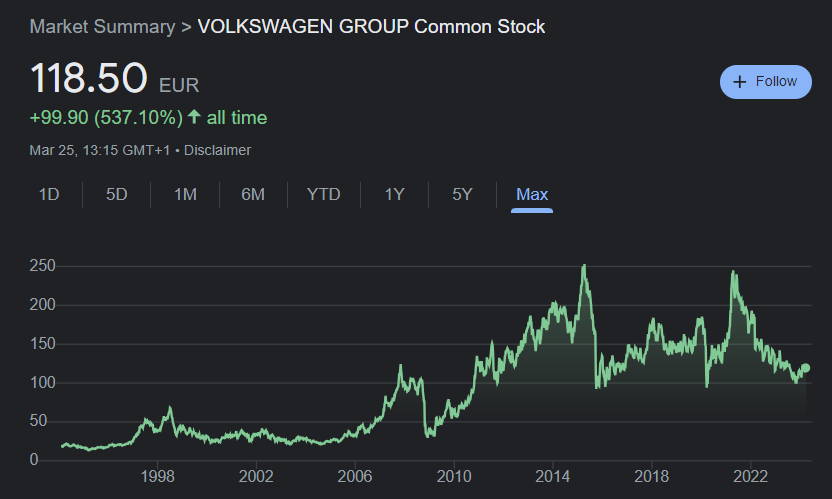 Market Summary > VOLKSWAGEN GROUP Common Stock
118.50 EUR
+ Follow
+99.90 (537.10%) ↑ all time
Mar 25, 13:15 GMT+1 • Disclaimer
1D 5D 1M 6M YTD 1Y 5Y Max
250
200
150
100
50
0
1998 2002 2006 2010 2014 2018 2022